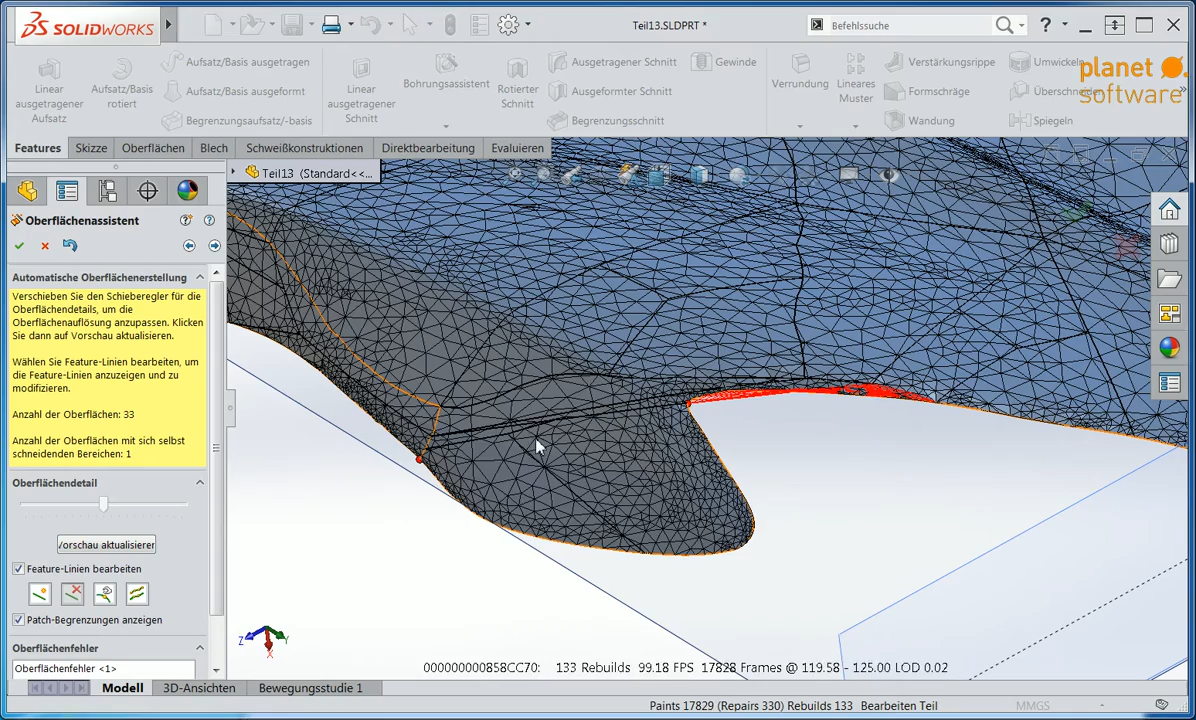 SOLIDWORKS
Teil13.SLDPRT *
Befehlssuche
?
planet
software
Linear
ausgetragener
Aufsatz
Aufsatz/Basis
rotiert
Aufsatz/Basis ausgetragen
Aufsatz/Basis ausgeformt
Begrenzungsaufsatz/-basis
Linear
ausgetragener
Schnitt
Bohrungsassistent
Rotierter
Schnitt
Ausgetragener Schnitt
Ausgeformter Schnitt
Begrenzungsschnitt
Gewinde
Verrundung
Lineares
Muster
Verstärkungsrippe
Formschräge
Wandung
Umwickeln
Überschneiden
Spiegeln
Features
Skizze
Oberflächen
Blech
Schweißkonstruktionen
Direktbearbeitung
Evaluieren
Teil13 (Standard<<...
Oberflächenassistent
Automatische Oberflächenerstellung
Verschieben Sie den Schieberegler für die
Oberflächendetails, um die
Oberflächenauflösung anzupassen. Klicken
Sie dann auf Vorschau aktualisieren.
Wählen Sie Feature-Linien bearbeiten, um
die Feature-Linien anzuzeigen und zu
modifizieren.
Anzahl der Oberflächen: 33
Anzahl der Oberflächen mit sich selbst
schneidenden Bereichen: 1
Oberflächendetail
Vorschau aktualisieren
Feature-Linien bearbeiten
Patch-Begrenzungen anzeigen
Oberflächenfehler
Oberflächenfehler <1>
Z
Y
X
000000000858CC70: 133 Rebuilds 99.18 FPS 17828 Frames @ 119.58 - 125.00 LOD 0.02
Modell
3D-Ansichten
Bewegungsstudie 1
Paints 17829 (Repairs 330) Rebuilds 133 Bearbeiten Teil
MMGS